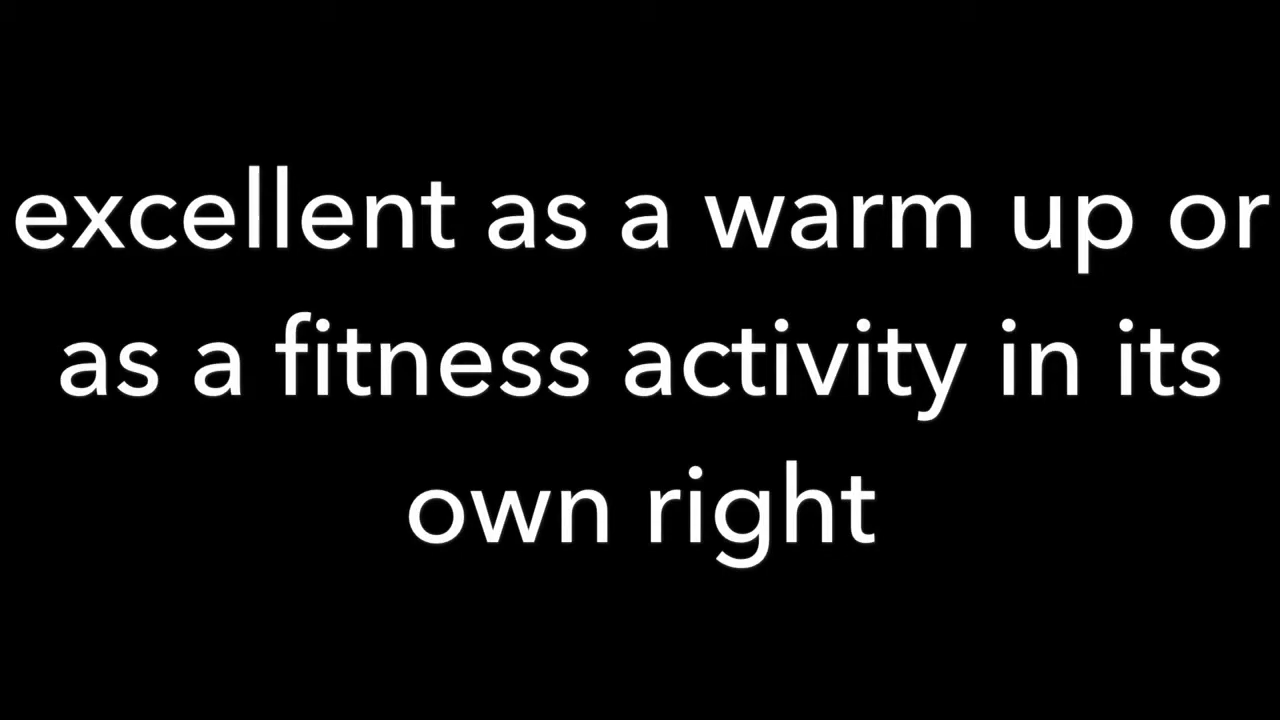 excellent as a warm up or
as a fitness activity in its
own right